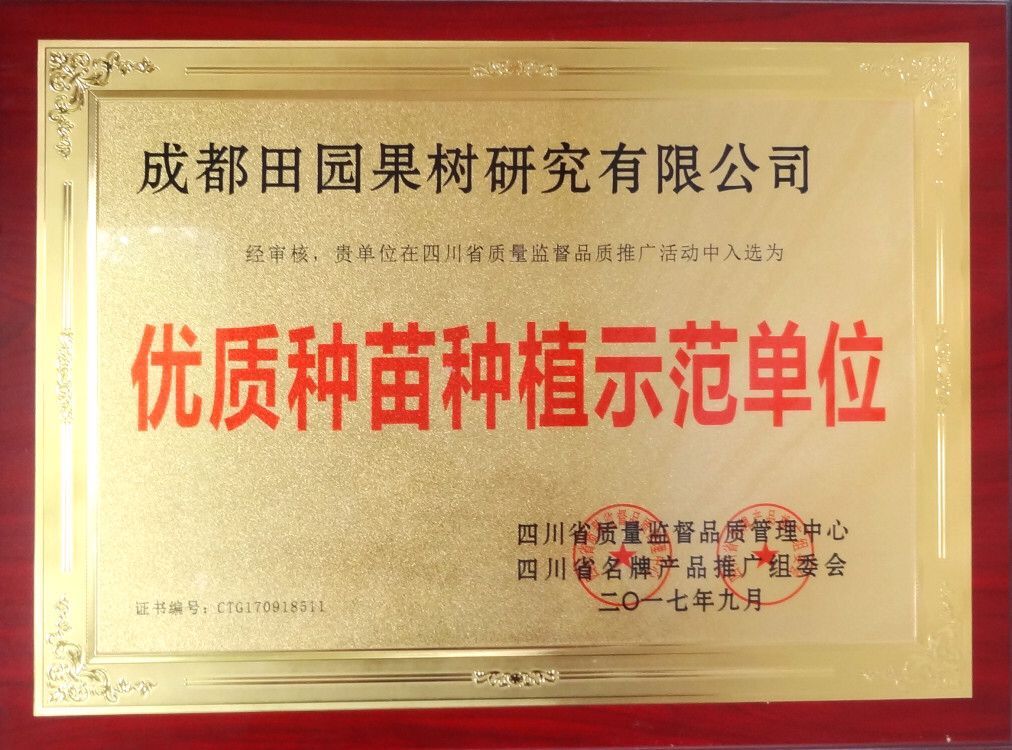 成都田园果树研究有限公司
经审核，贵单位在四川省质量监督品质推广活动中入选为
优质种苗种植示范单位
四川省质量监督品质管理中心
四川省名牌产品推广组委会
二〇一七年九月
证书编号：CTG170918511